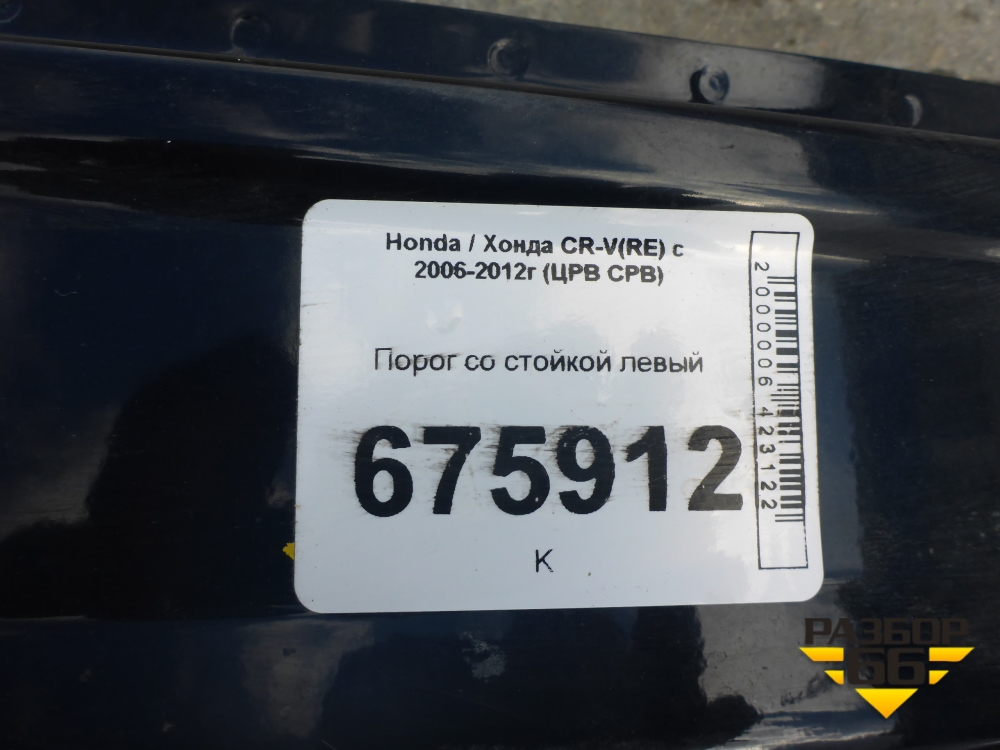 Honda / Хонда CR-V(RE) с
2006-2012г (ЦРВ СРВ)
Порог со стойкой левый
675912
К
2000006423122
РАЗБОР
66